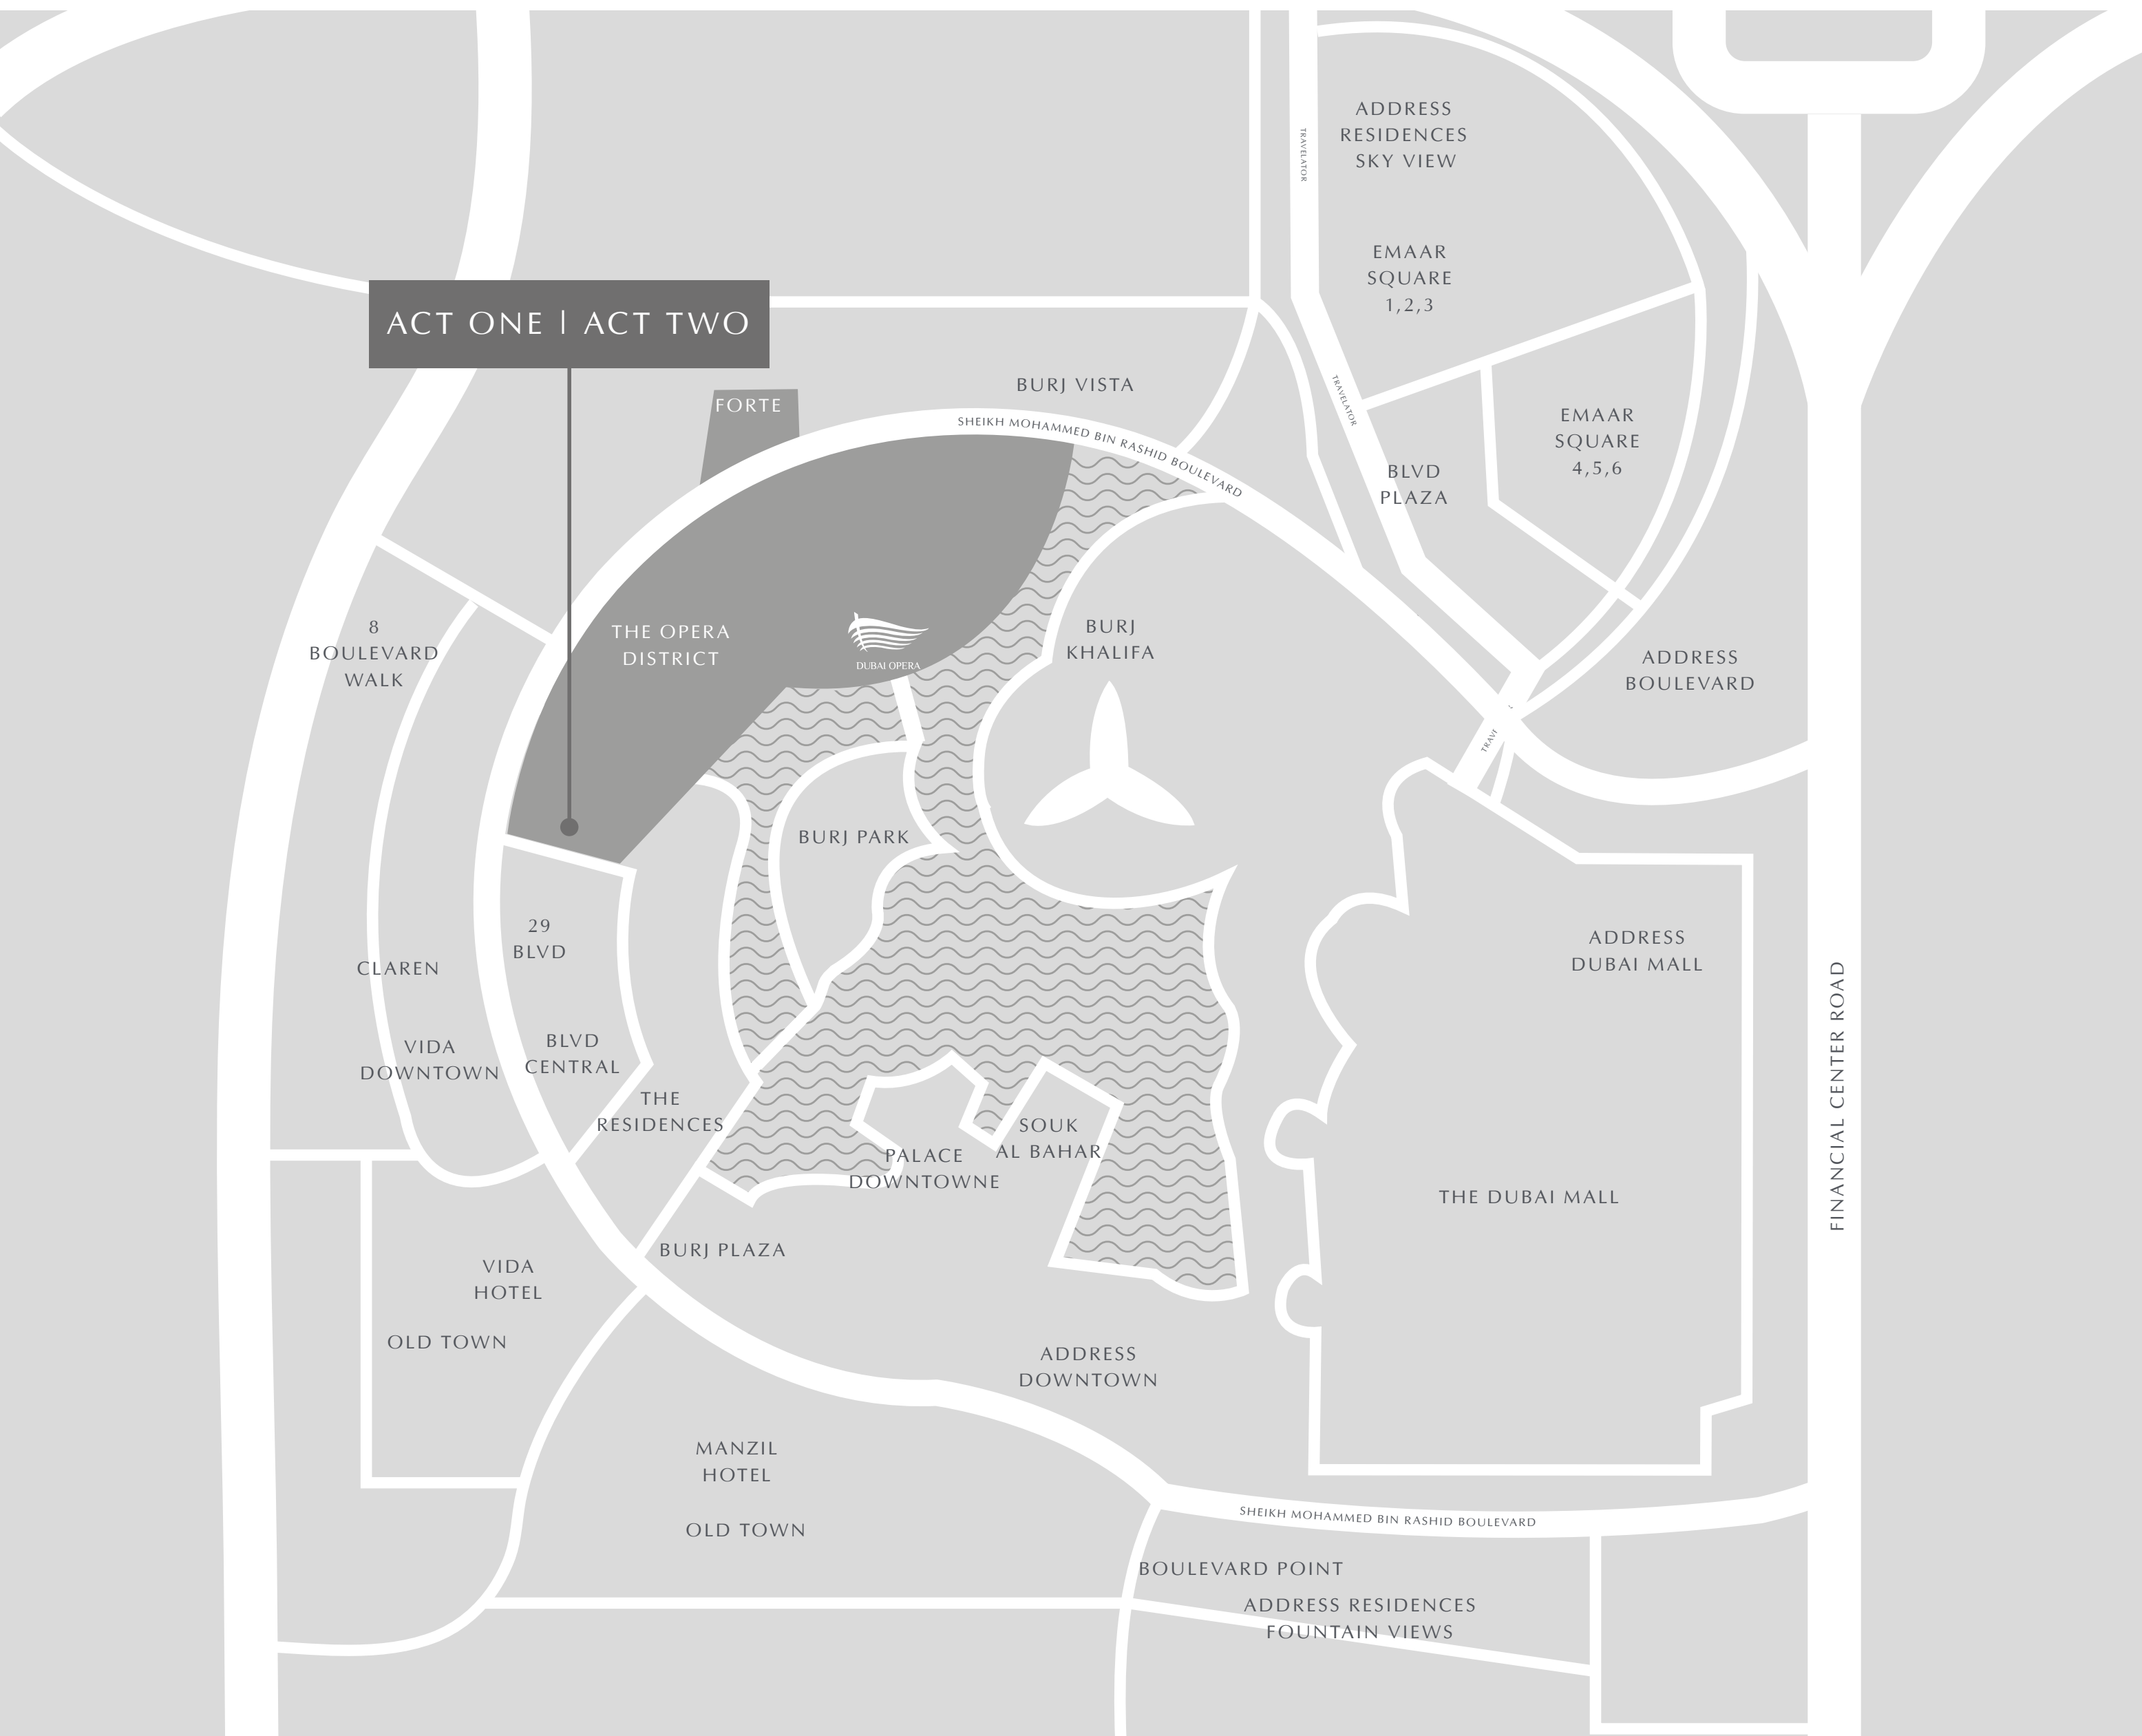 ADDRESS
RESIDENCES
SKY VIEW
TRAVELATOR
EMAAR
SQUARE
1,2,3
ACT ONE | ACT TWO
BURJ VISTA
FORTE
SHEIKH MOHAMMED BIN RASHID BOULEVARD
TRAVELATOR
EMAAR
SQUARE
4,5,6
BLVD
PLAZA
8
BOULEVARD
WALK
THE OPERA
DISTRICT
DUBAI OPERA
BURJ
KHALIFA
ADDRESS
BOULEVARD
TRAV
BURJ PARK
29
BLVD
CLAREN
ADDRESS
DUBAI MALL
FINANCIAL CENTER ROAD
VIDA
DOWNTOWN
BLVD
CENTRAL
THE
RESIDENCES
SOUK
AL BAHAR
PALACE
DOWNTOWNE
THE DUBAI MALL
BURJ PLAZA
VIDA
HOTEL
OLD TOWN
ADDRESS
DOWNTOWN
MANZIL
HOTEL
OLD TOWN
SHEIKH MOHAMMED BIN RASHID BOULEVARD
BOULEVARD POINT
ADDRESS RESIDENCES
FOUNTAIN VIEWS